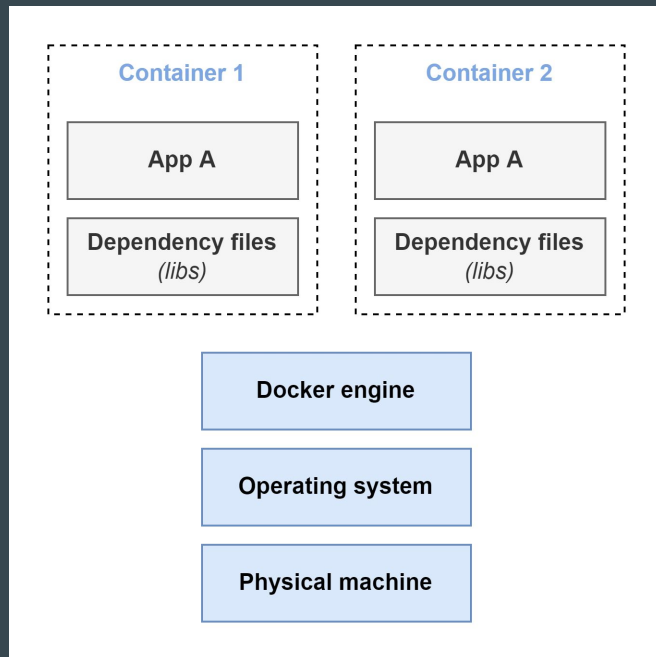 Container 1
App A
Dependency files
(libs)
Container 2
App A
Dependency files
(libs)
Docker engine
Operating system
Physical machine